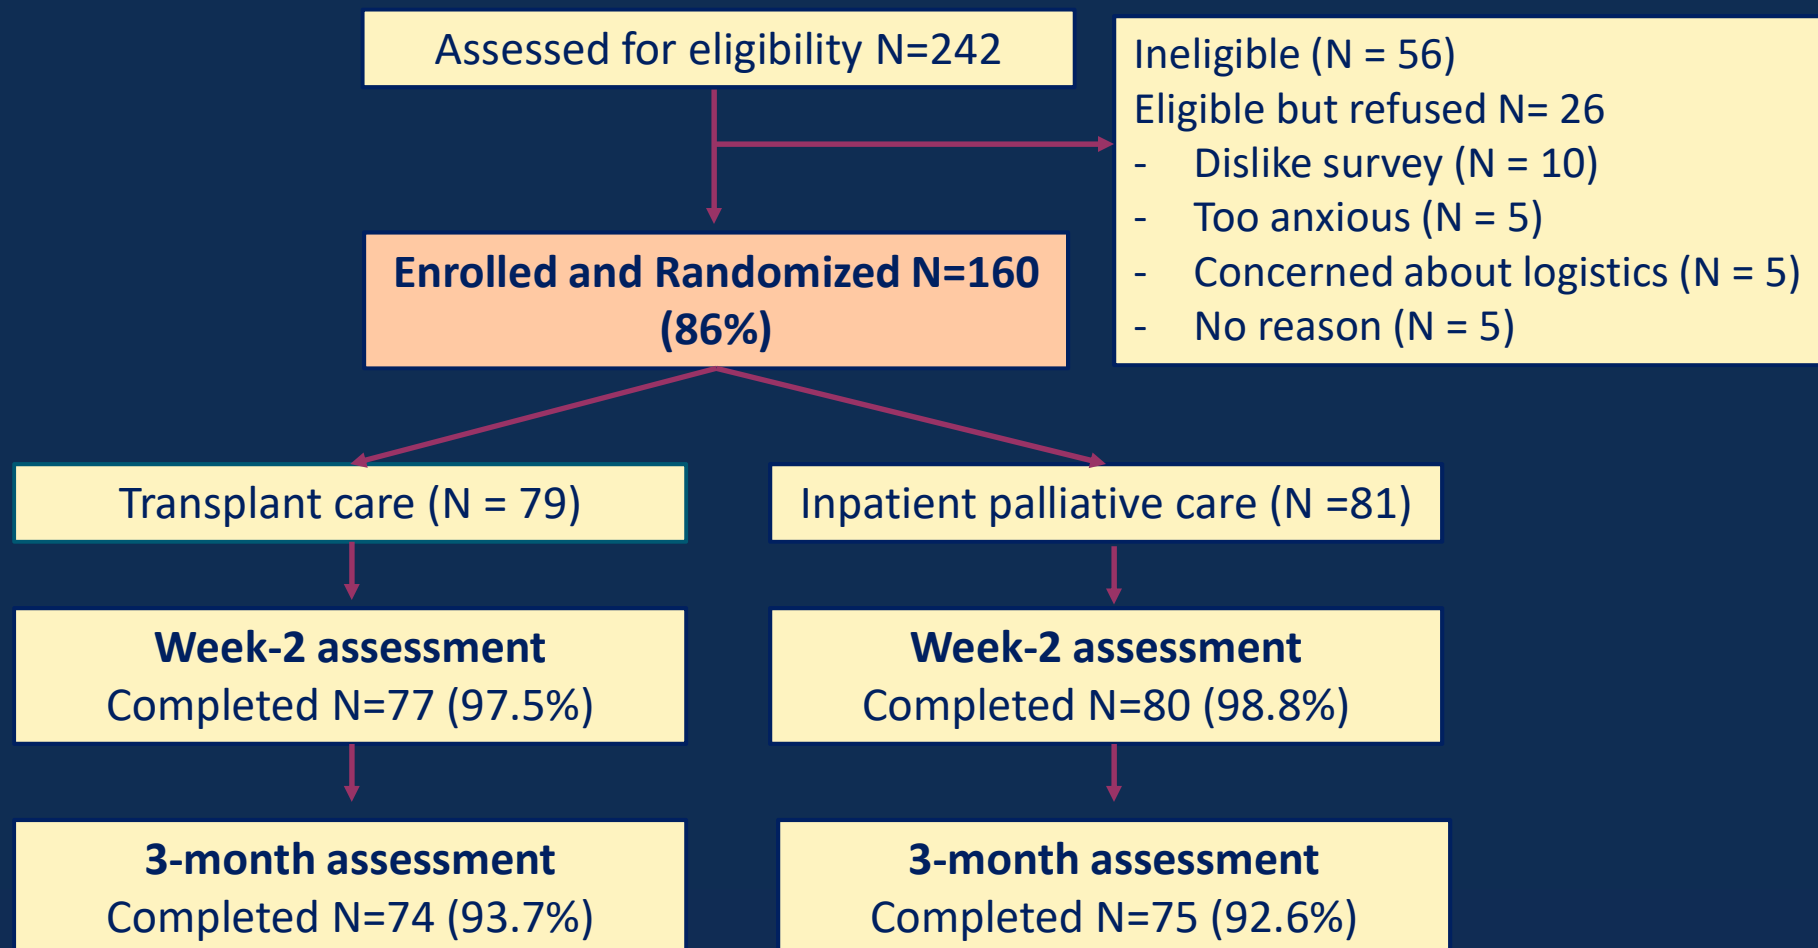 Assessed for eligibility N=242
Ineligible (N = 56)
Eligible but refused N= 26
- Dislike survey (N = 10)
- Too anxious (N = 5)
- Concerned about logistics (N = 5)
- No reason (N = 5)
Enrolled and Randomized N=160
(86%)
Transplant care (N = 79)
Inpatient palliative care (N =81)
Week-2 assessment
Completed N=77 (97.5%)
Week-2 assessment
Completed N=80 (98.8%)
3-month assessment
Completed N=74 (93.7%)
3-month assessment
Completed N=75 (92.6%)